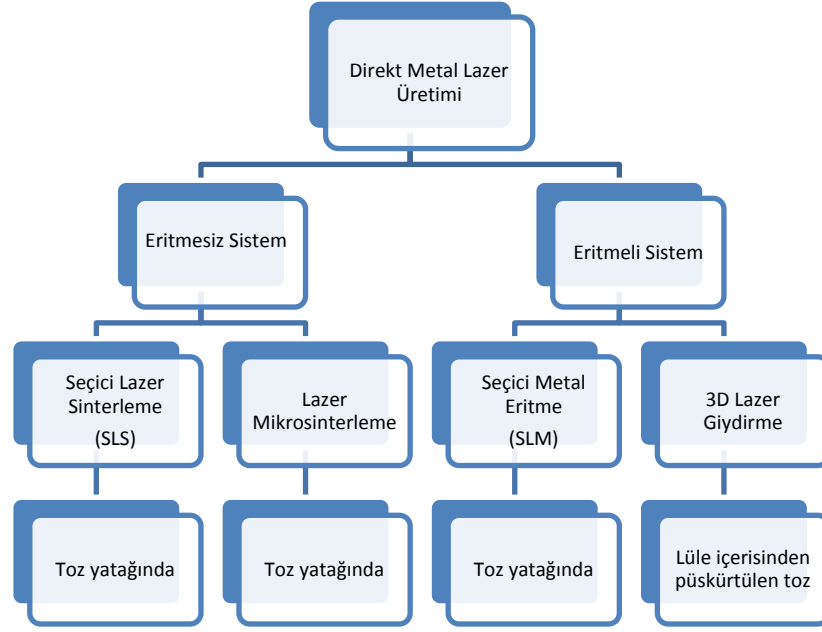 Direkt Metal Lazer
Üretimi
Eritmesiz Sistem
Eritmeli Sistem
Seçici Lazer
Sinterleme
(SLS)
Lazer
Mikrosinterleme
Seçici Metal
Eritme
(SLM)
3D Lazer
Giydirme
Toz yatağında
Toz yatağında
Toz yatağında
Lüle içerisinden
püskürtülen toz